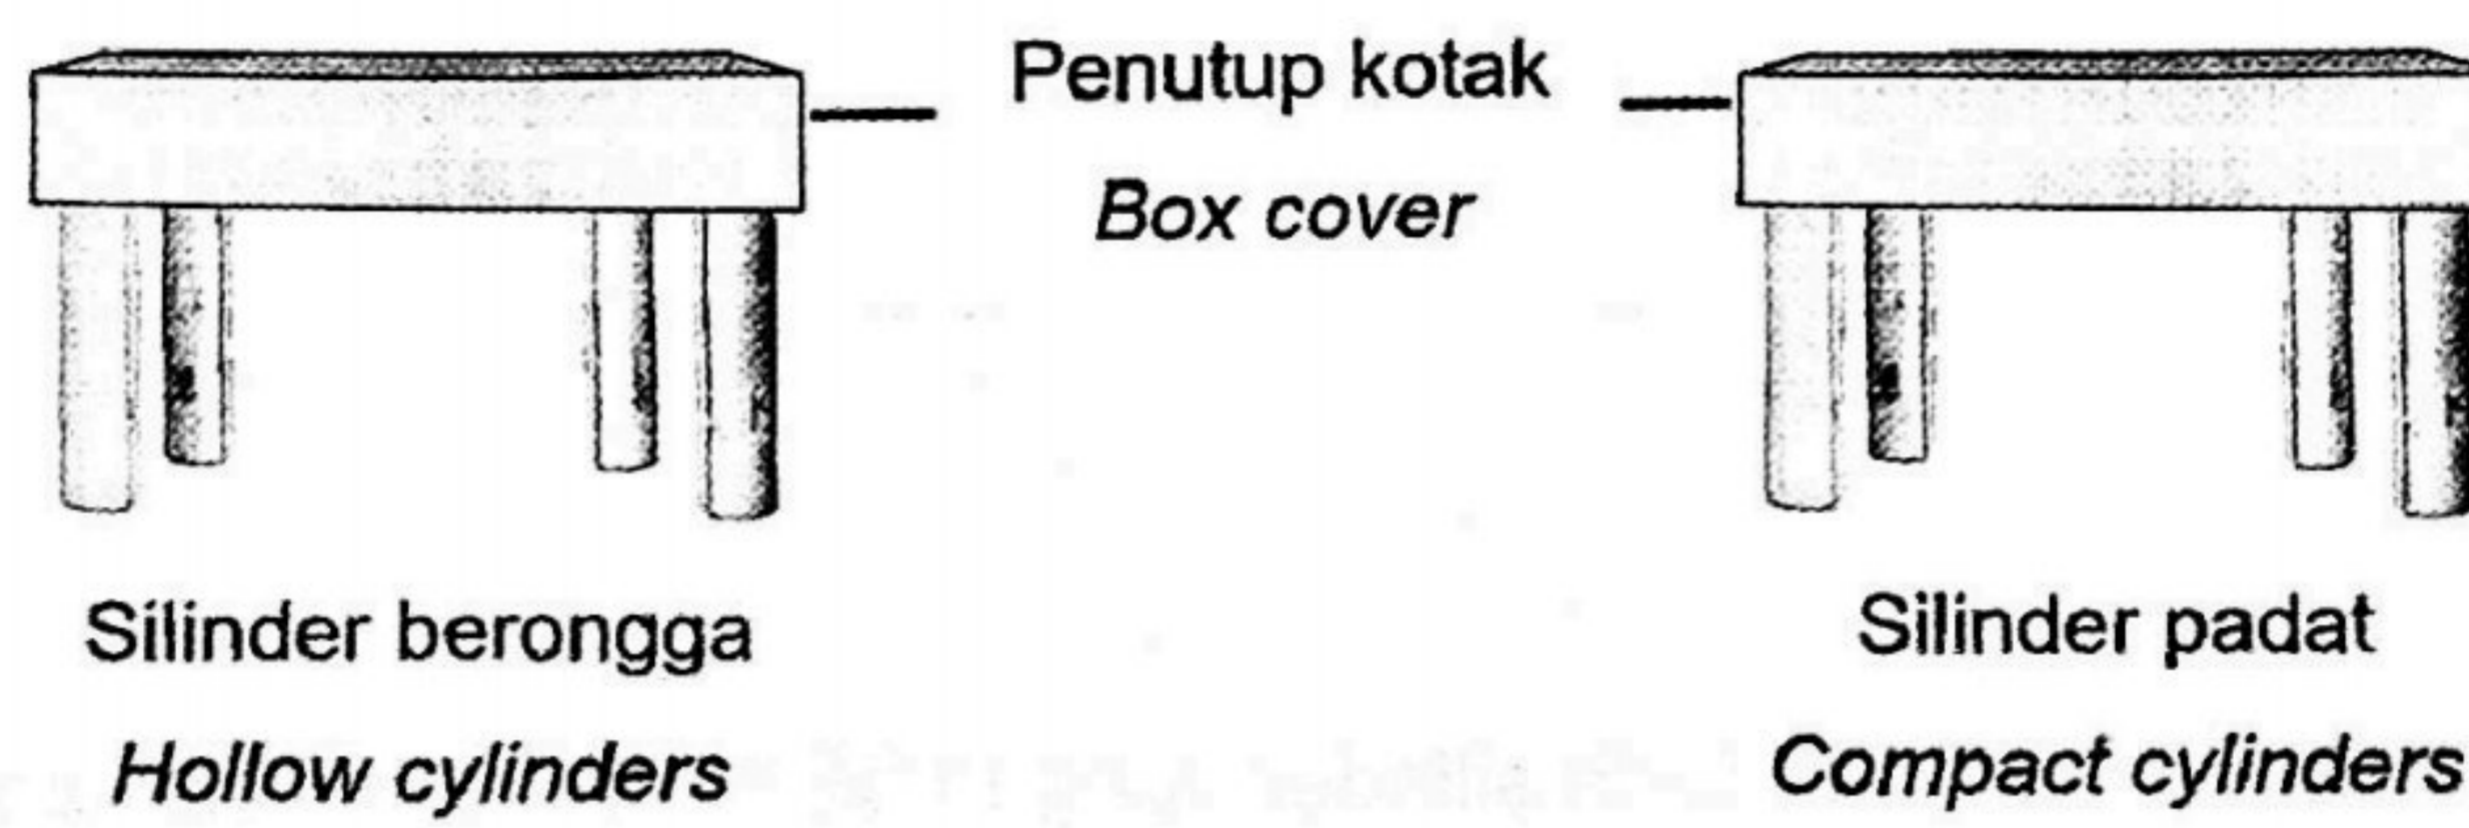 Penutup kotak
Box cover
Silinder berongga
Hollow cylinders
Silinder padat
Compact cylinders